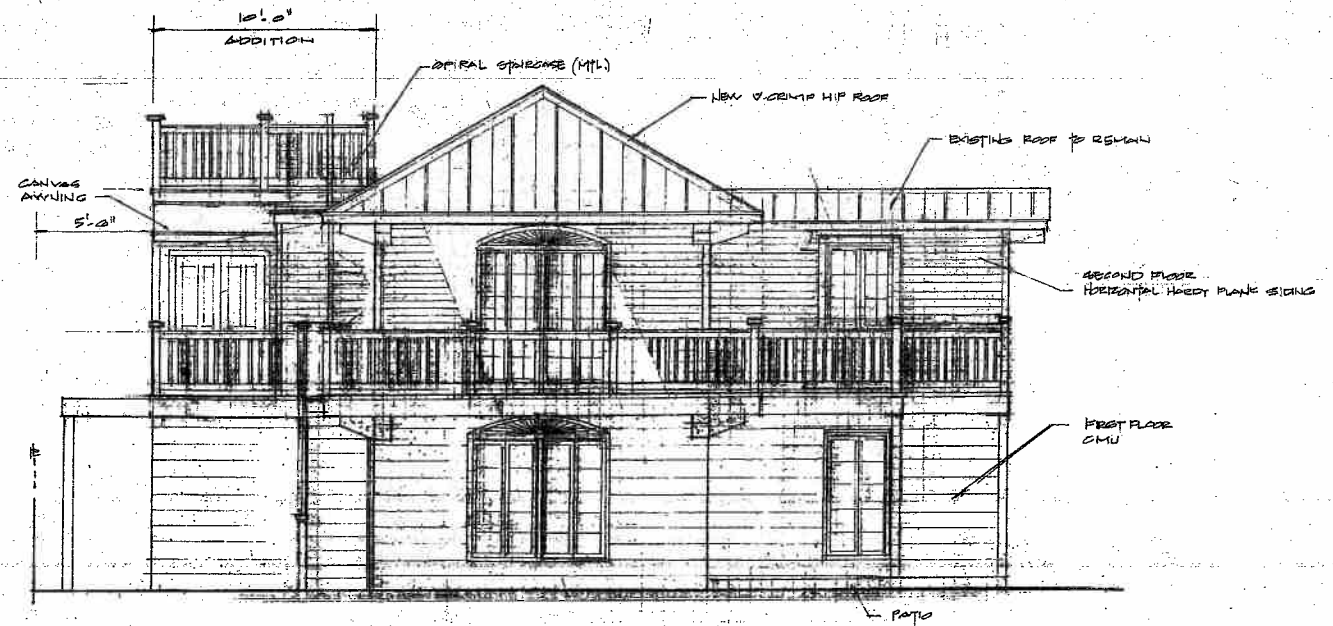 10'-0"
ADDITION
SPIRAL STAIRCASE (MTL.)
NEW V-CRIMP HIP ROOF
EXISTING ROOF TO REMAIN
CANVAS
AWNING
5'-0"
SECOND FLOOR
HORIZONTAL HARDY PLANK SIDING
FIRST FLOOR
CMU
PATIO